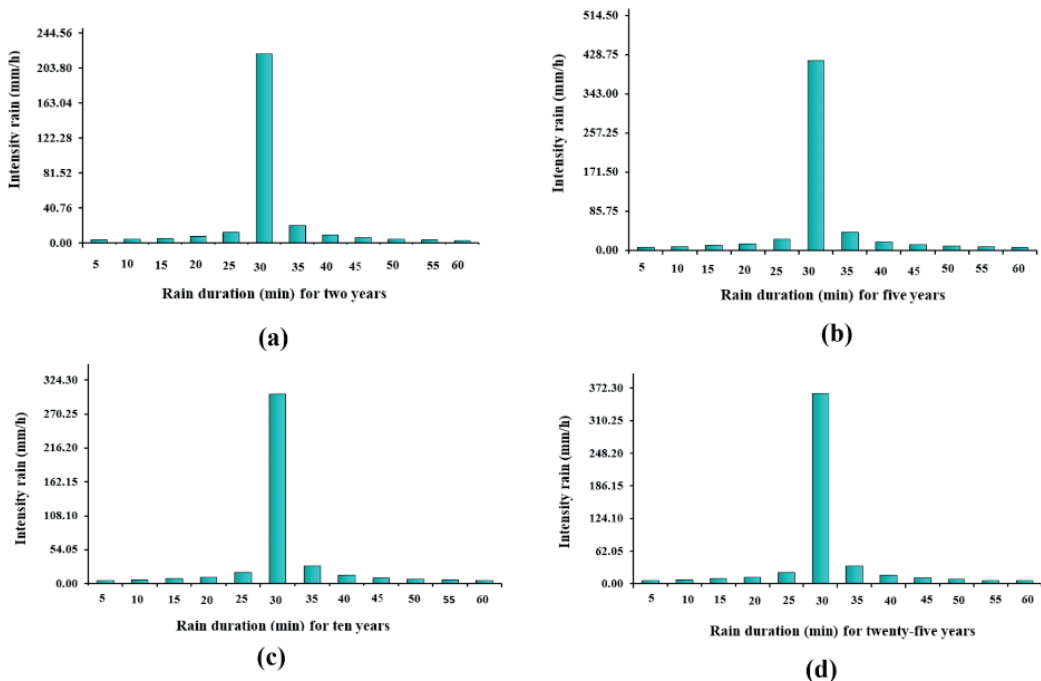 Intensity rain (mm/h)
244.56
203.80
163.04
122.28
81.52
40.76
0.00
5 10 15 20 25 30 35 40 45 50 55 60
Rain duration (min) for two years
(a)
Intensity rain (mm/h)
514.50
428.75
343.00
257.25
171.50
85.75
0.00
5 10 15 20 25 30 35 40 45 50 55 60
Rain duration (min) for five years
(b)
Intensity rain (mm/h)
324.30
270.25
216.20
162.15
108.10
54.05
0.00
5 10 15 20 25 30 35 40 45 50 55 60
Rain duration (min) for ten years
(c)
Intensity rain (mm/h)
372.30
310.25
248.20
186.15
124.10
62.05
0.00
5 10 15 20 25 30 35 40 45 50 55 60
Rain duration (min) for twenty-five years
(d)